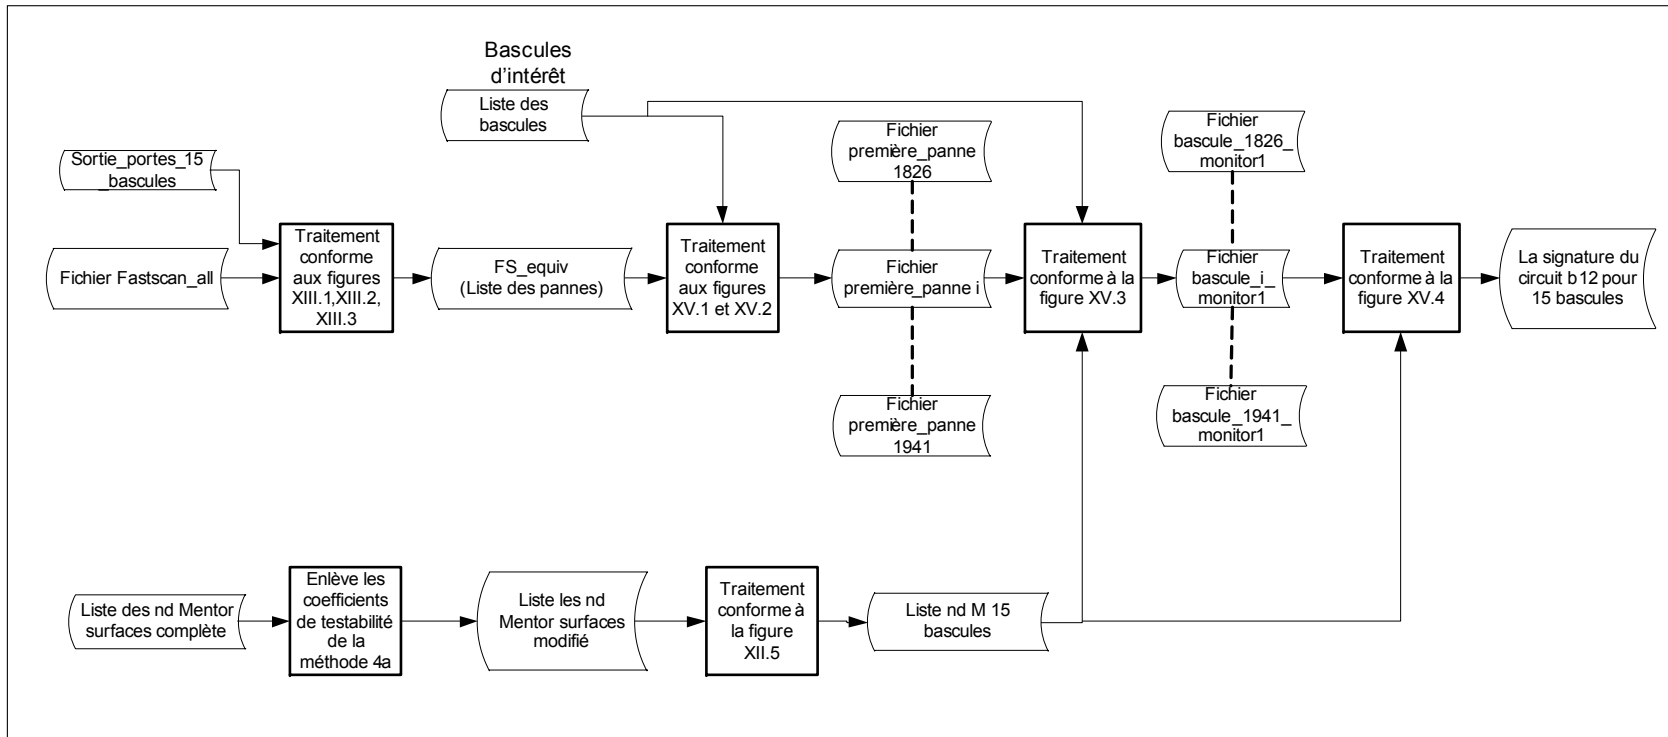 Bascules
d'intérêt
Liste des
bascules
Sortie_portes_15
_bascules
Fichier Fastscan_all
Traitement
conforme
aux figures
XIII.1,XIII.2,
XIII.3
FS_equiv
(Liste des pannes)
Traitement
conforme
aux figures
XV.1 et XV.2
Fichier
première_panne
1826
Fichier
première_panne i
Fichier
première_panne
1941
Traitement
conforme à la
figure XV.3
Fichier
bascule_1826_
monitor1
Fichier
bascule_i_
monitor1
Fichier
bascule_1941_
monitor1
Traitement
conforme à la
figure XV.4
La signature du
circuit b12 pour
15 bascules
Liste des nd Mentor
surfaces complète
Enlève les
coefficients
de testabilité
de la
méthode 4a
Liste les nd
Mentor surfaces
modifié
Traitement
conforme à
la figure
XII.5
Liste nd M 15
bascules